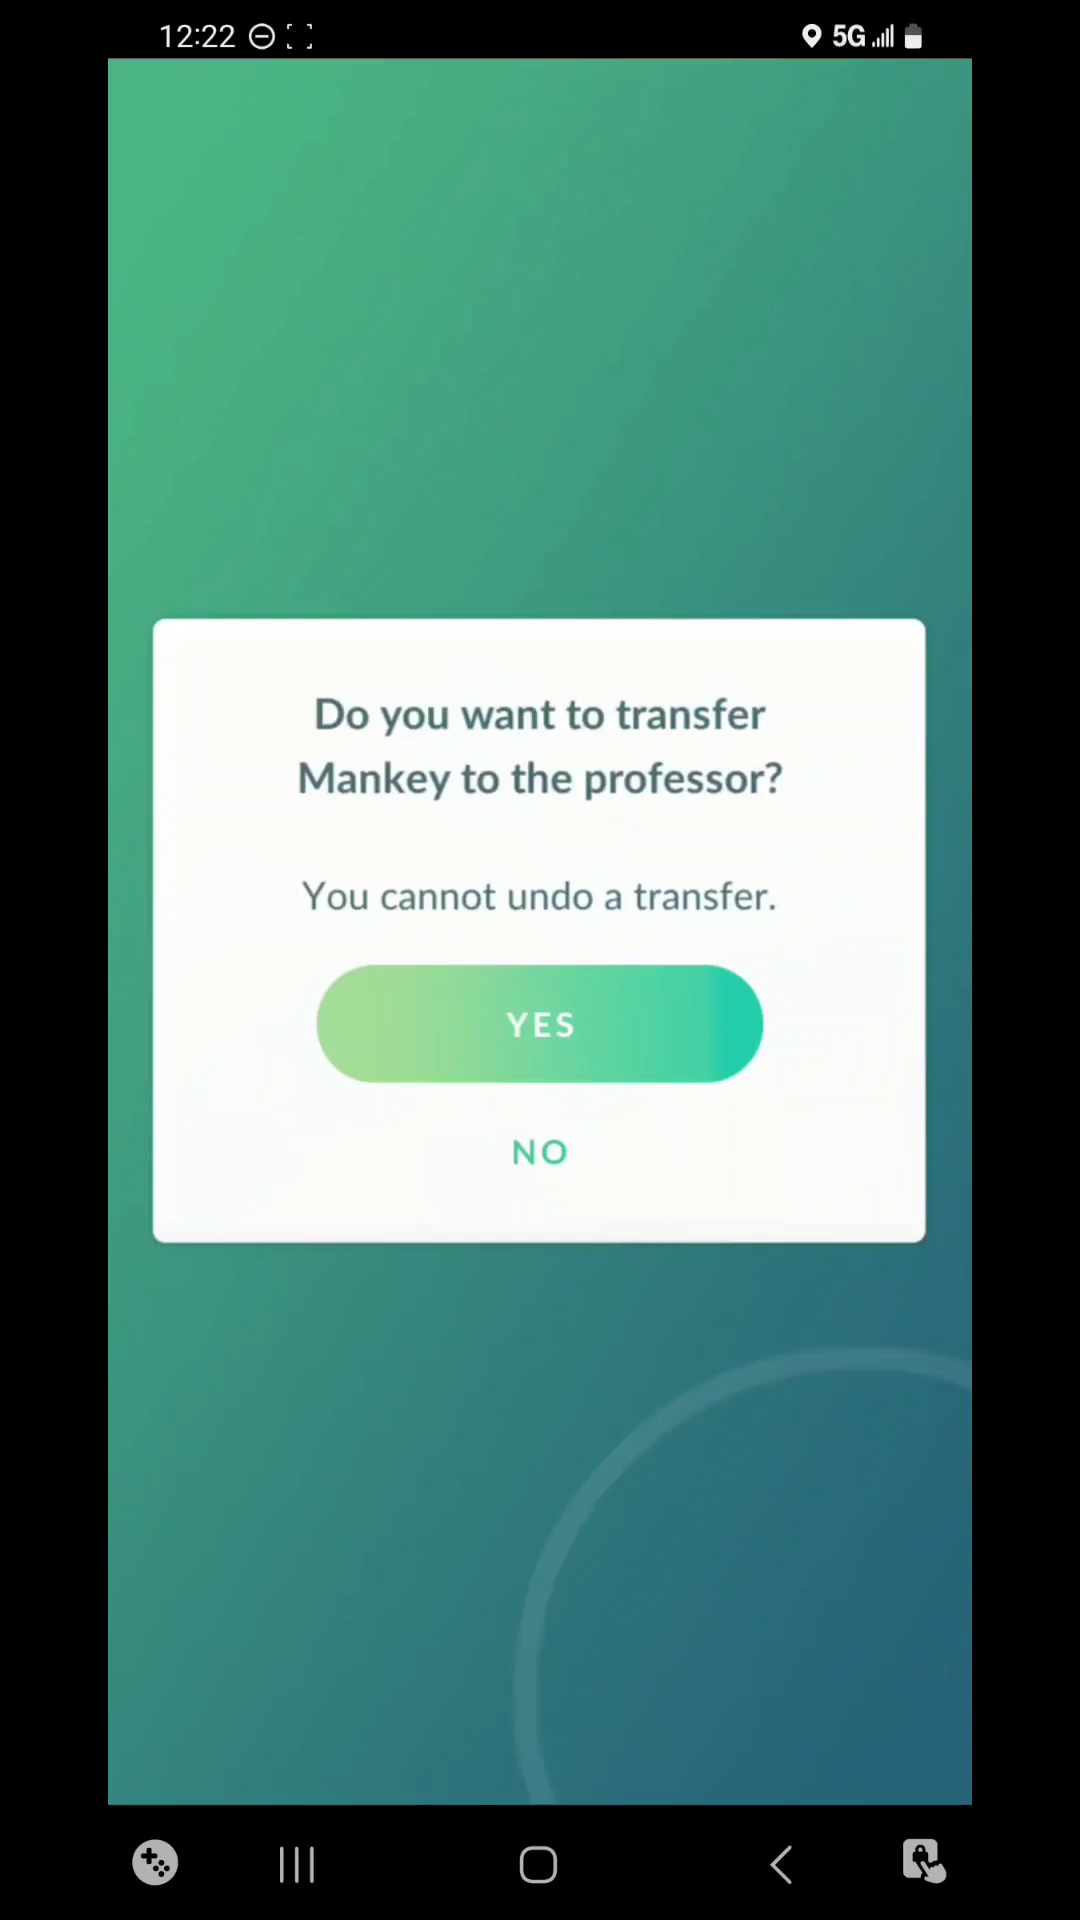 12:22 5G
Do you want to transfer
Mankey to the professor?
You cannot undo a transfer.
YES
NO